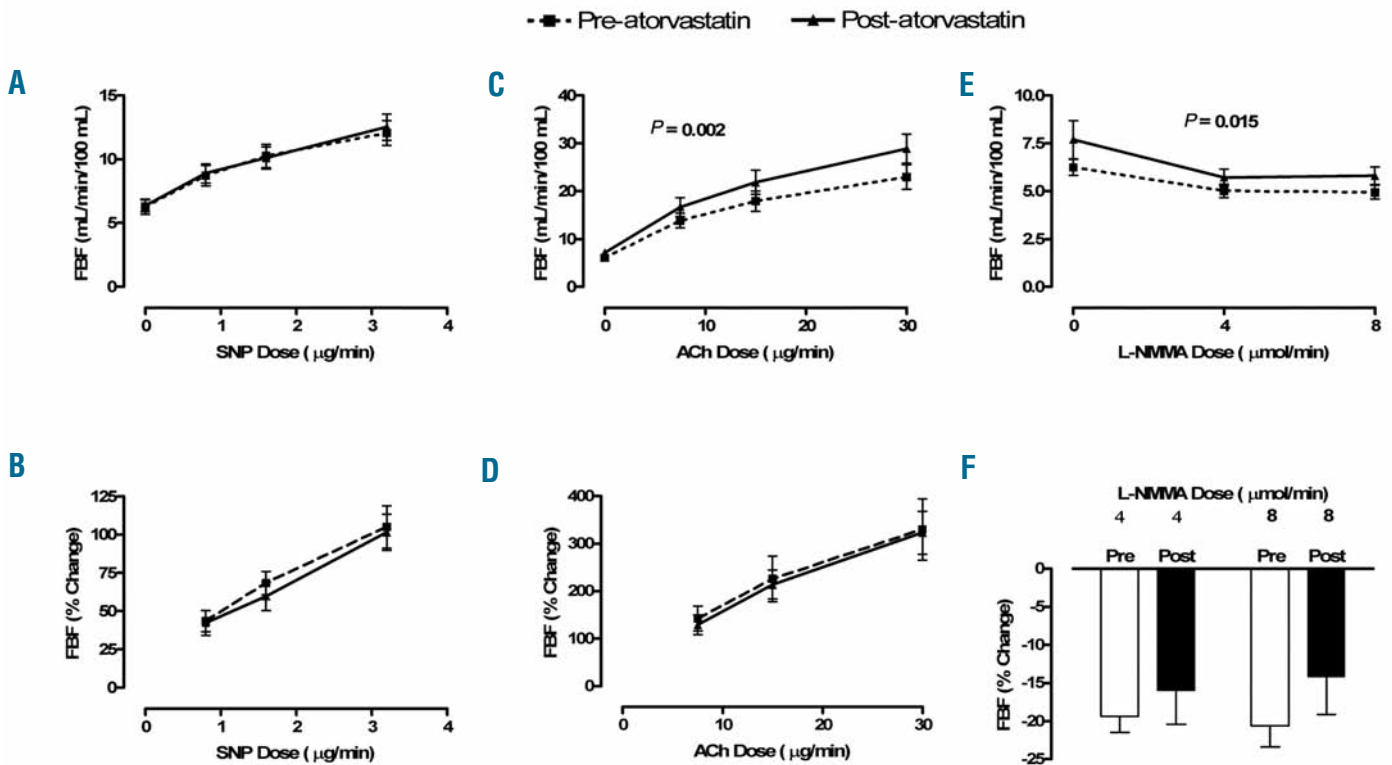 Pre-atorvastatin Post-atorvastatin
A
FBF (mL/min/100 mL)
15
10
5
0
0 1 2 3 4
SNP Dose ( μg/min)
C
FBF (mL/min/100 mL)
P = 0.002
40
30
20
10
0
0 10 20 30
ACh Dose ( μg/min)
E
FBF (mL/min/100 mL)
P = 0.015
10.0
7.5
5.0
2.5
0.0
0 4 8
L-NMMA Dose ( μmol/min)
B
FBF (% Change)
125
100
75
50
25
0
0 1 2 3 4
SNP Dose ( μg/min)
D
FBF (% Change)
400
300
200
100
0
0 10 20 30
ACh Dose ( μg/min)
F
L-NMMA Dose ( μmol/min)
4 4 8 8
Pre Post Pre Post
FBF (% Change)
0
-5
-10
-15
-20
-25